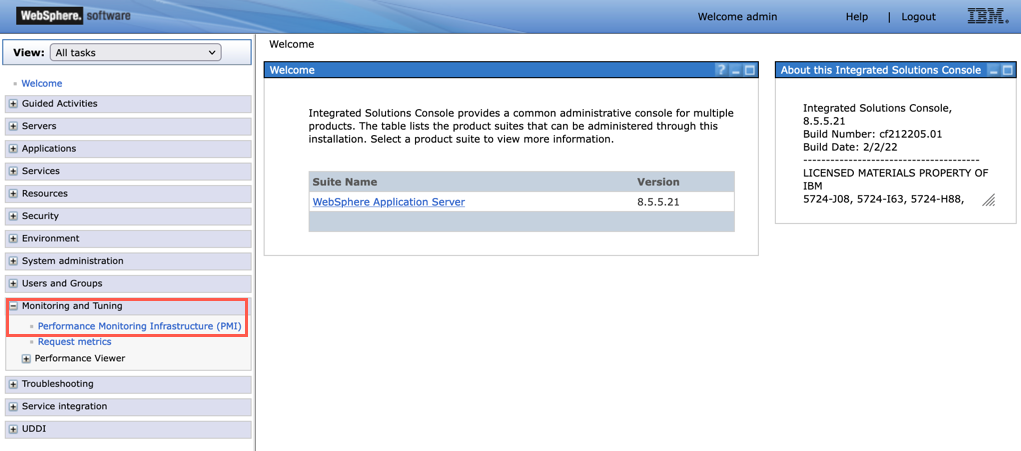 WebSphere. software
Welcome admin
Help | Logout
IBM.
View: All tasks
Welcome
Guided Activities
Servers
Applications
Services
Resources
Security
Environment
System administration
Users and Groups
Monitoring and Tuning
Performance Monitoring Infrastructure (PMI)
Request metrics
Performance Viewer
Troubleshooting
Service integration
UDDI
Welcome
Welcome
?
Integrated Solutions Console provides a common administrative console for multiple
products. The table lists the product suites that can be administered through this
installation. Select a product suite to view more information.
Suite Name Version
WebSphere Application Server 8.5.5.21
About this Integrated Solutions Console
Integrated Solutions Console,
8.5.5.21
Build Number: cf212205.01
Build Date: 2/2/22
----------------------------------------
LICENSED MATERIALS PROPERTY OF
IBM
5724-J08, 5724-I63, 5724-H88,